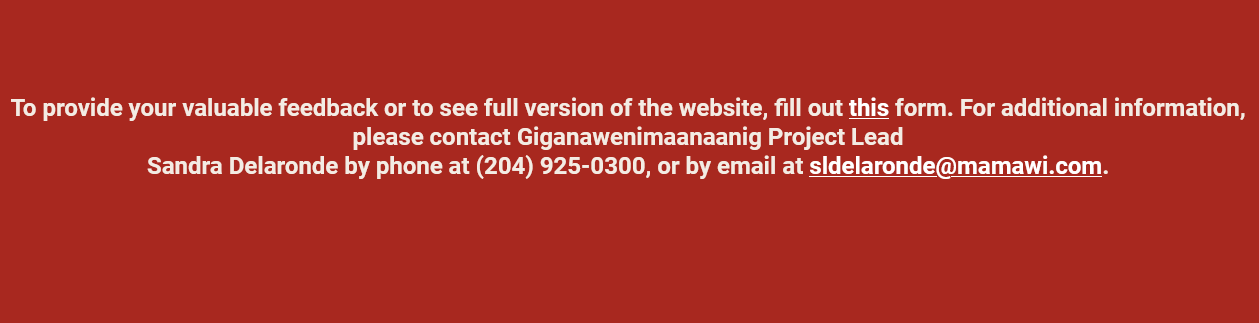 To provide your valuable feedback or to see full version of the website, fill out this form. For additional information,
please contact Giganawenimaanaanig Project Lead
Sandra Delaronde by phone at (204) 925-0300, or by email at sldelaronde@mamawi.com.